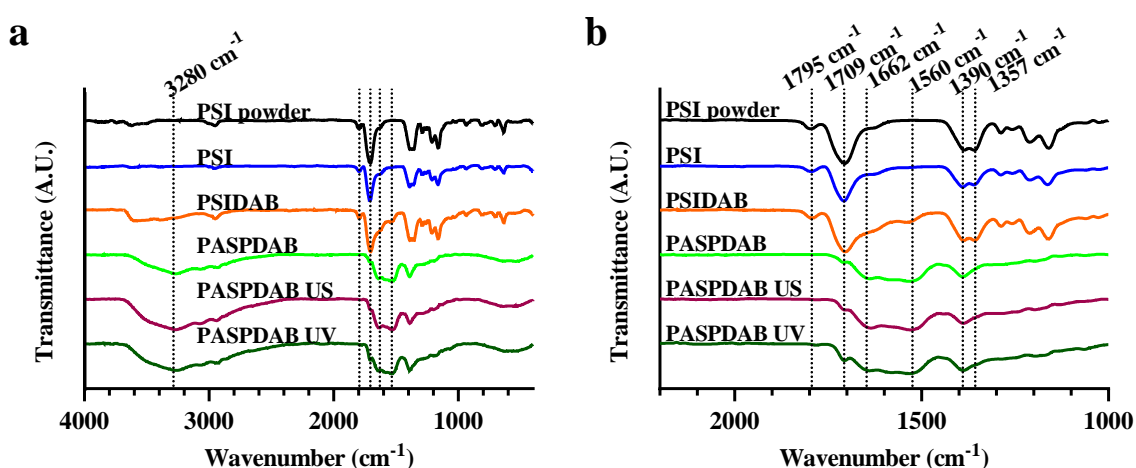 a
3280 cm-1
PSI powder
PSI
PSIDAB
PASPDAB
PASPDAB US
PASPDAB UV
Transmittance (A.U.)
4000 3000 2000 1000
Wavenumber (cm-1)
b
1795 cm-1
1709 cm-1
1662 cm-1
1560 cm-1
1390 cm-1
1357 cm-1
PSI powder
PSI
PSIDAB
PASPDAB
PASPDAB US
PASPDAB UV
Transmittance (A.U.)
2000 1500 1000
Wavenumber (cm-1)